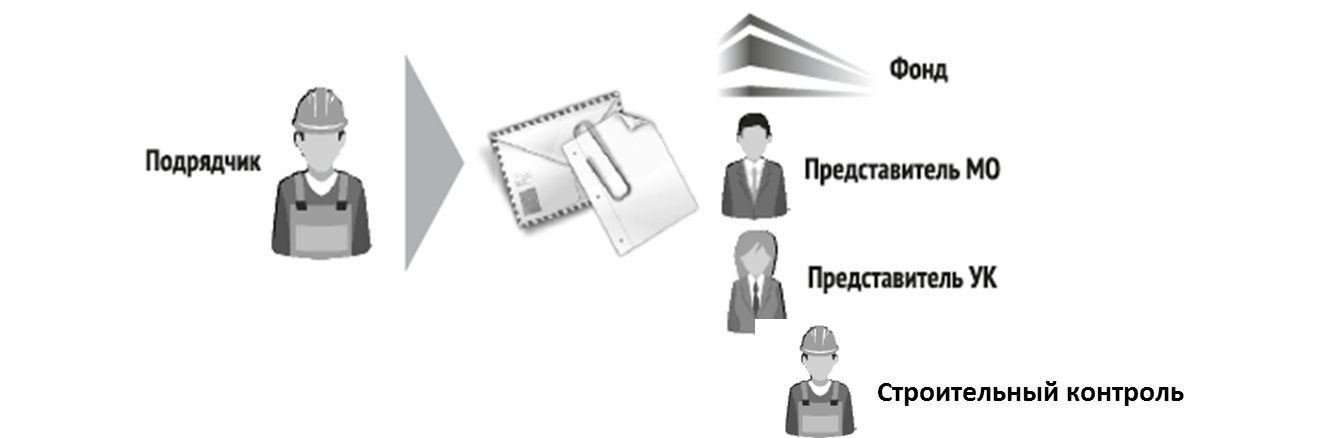 Подрядчик
Фонд
Представитель МО
Представитель УК
Строительный контроль